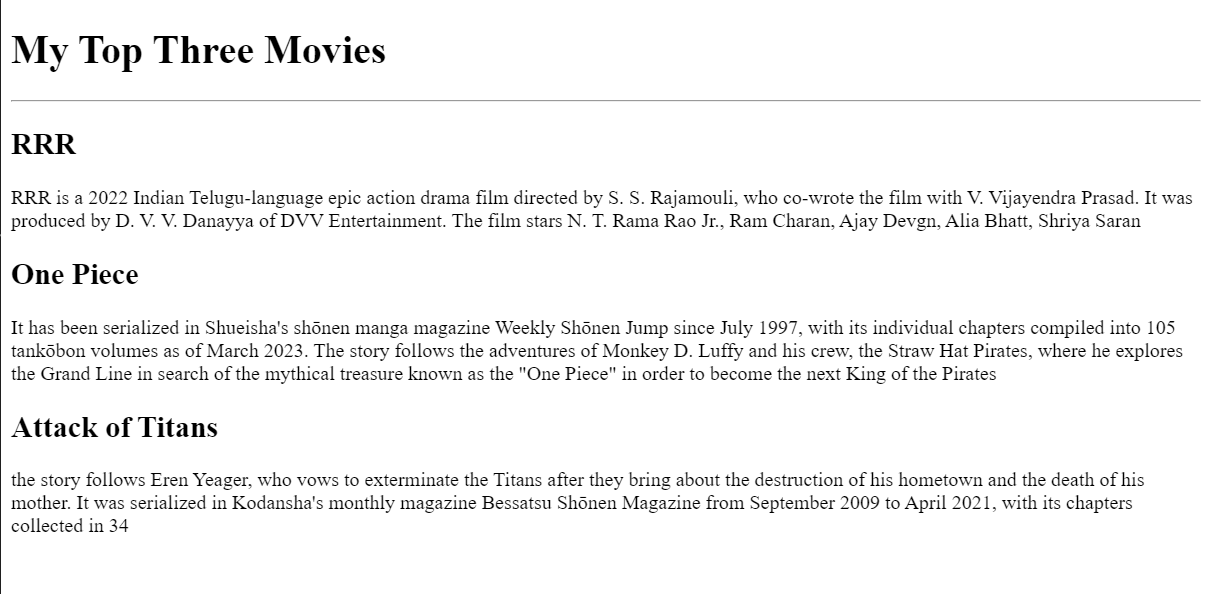 My Top Three Movies
RRR
RRR is a 2022 Indian Telugu-language epic action drama film directed by S. S. Rajamouli, who co-wrote the film with V. Vijayendra Prasad. It was
produced by D. V. V. Danayya of DVV Entertainment. The film stars N. T. Rama Rao Jr., Ram Charan, Ajay Devgn, Alia Bhatt, Shriya Saran
One Piece
It has been serialized in Shueisha's shōnen manga magazine Weekly Shōnen Jump since July 1997, with its individual chapters compiled into 105
tankōbon volumes as of March 2023. The story follows the adventures of Monkey D. Luffy and his crew, the Straw Hat Pirates, where he explores
the Grand Line in search of the mythical treasure known as the "One Piece" in order to become the next King of the Pirates
Attack of Titans
the story follows Eren Yeager, who vows to exterminate the Titans after they bring about the destruction of his hometown and the death of his
mother. It was serialized in Kodansha's monthly magazine Bessatsu Shōnen Magazine from September 2009 to April 2021, with its chapters
collected in 34